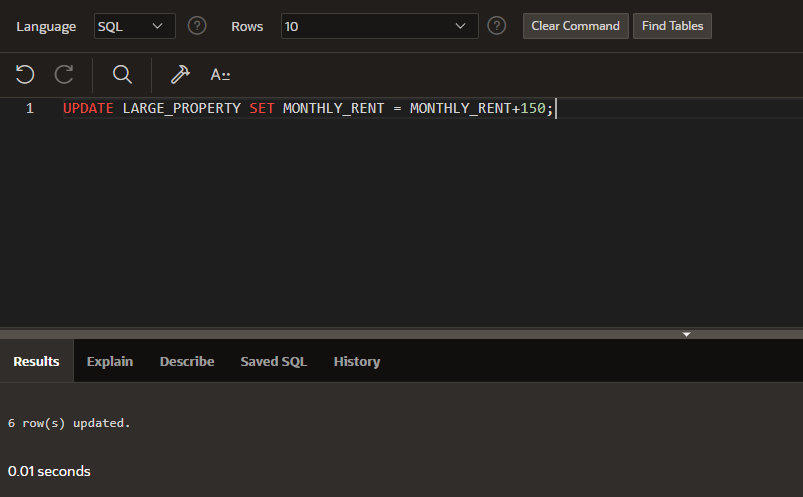 Language SQL Rows 10 Clear Command Find Tables
A
1 UPDATE LARGE_PROPERTY SET MONTHLY_RENT = MONTHLY_RENT+150;
Results Explain Describe Saved SQL History
6 row(s) updated.
0.01 seconds